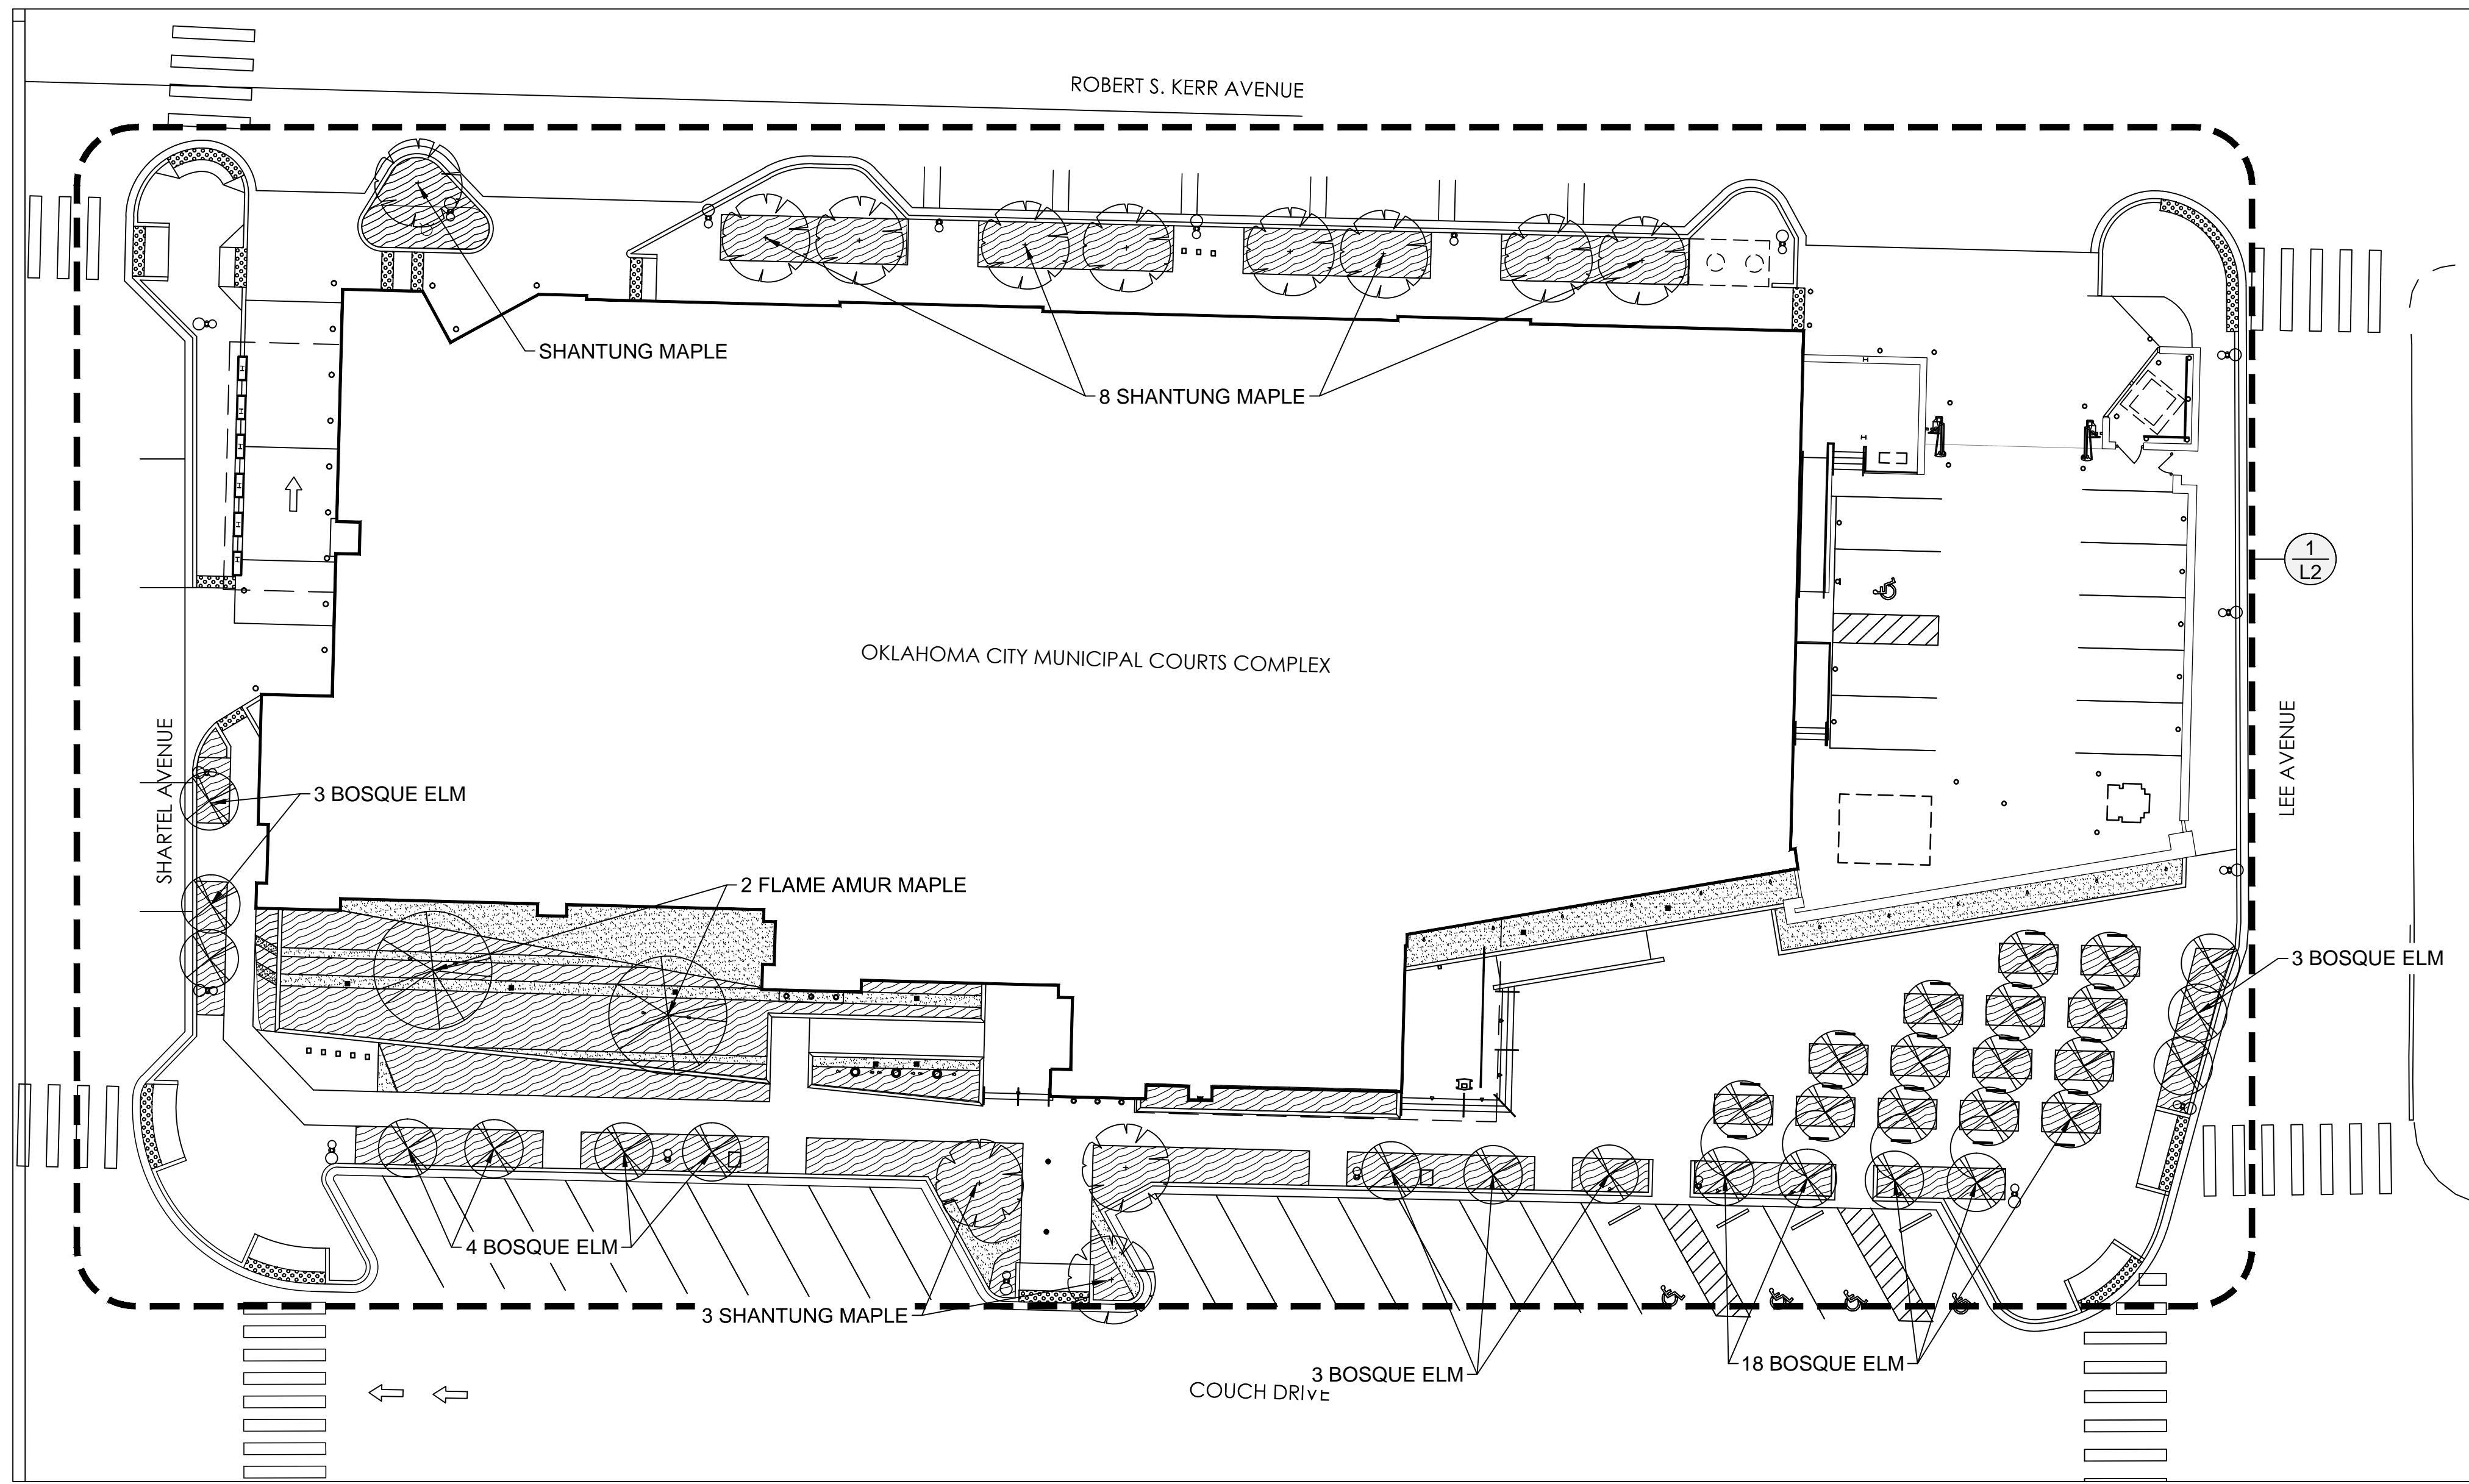 ROBERT S. KERR AVENUE
SHANTUNG MAPLE
8 SHANTUNG MAPLE
1
L2
OKLAHOMA CITY MUNICIPAL COURTS COMPLEX
SHARTEL AVENUE
LEE AVENUE
3 BOSQUE ELM
2 FLAME AMUR MAPLE
3 BOSQUE ELM
4 BOSQUE ELM
3 SHANTUNG MAPLE
18 BOSQUE ELM
3 BOSQUE ELM
COUCH DRIVE